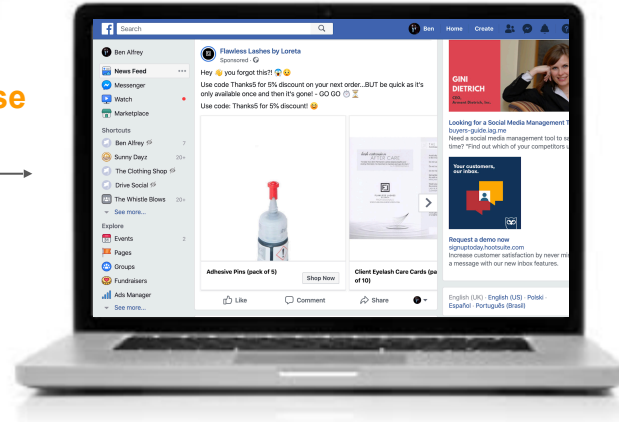 se
Search
Ben Home Create
Ben Alfrey
News Feed
Messenger
Watch
Marketplace
Shortcuts
Ben Alfrey 7
Sunny Dayz 20+
The Clothing Shop
Drive Social
The Whistle Blows 20+
See more...
Explore
Events 2
Pages
Groups
Fundraisers
Ads Manager
See more...
Flawless Lashes by Loreta
Sponsored ·
Hey 👋 you forgot this?! 😱😉
Use code Thanks5 for 5% discount on your next order...BUT be quick as it's
only available once and then it's gone! - GO GO ⏱️⏳
Use code: Thanks5 for 5% discount! 😉
AFTER CARE
Adhesive Pins (pack of 5)
Shop Now
Client Eyelash Care Cards (pa
of 10)
Like Comment Share
GINI
DIETRICH
Looking for a Social Media Management T
buyers-guide.iag.me
Need a social media management tool to sa
time? "Find out which of your competitors u
Your customers,
our inbox.
Request a demo now
signuptoday.hootsuite.com
Increase customer satisfaction by never mis
a message with our new inbox features.
English (UK) · English (US) · Polski ·
Español · Português (Brasil)